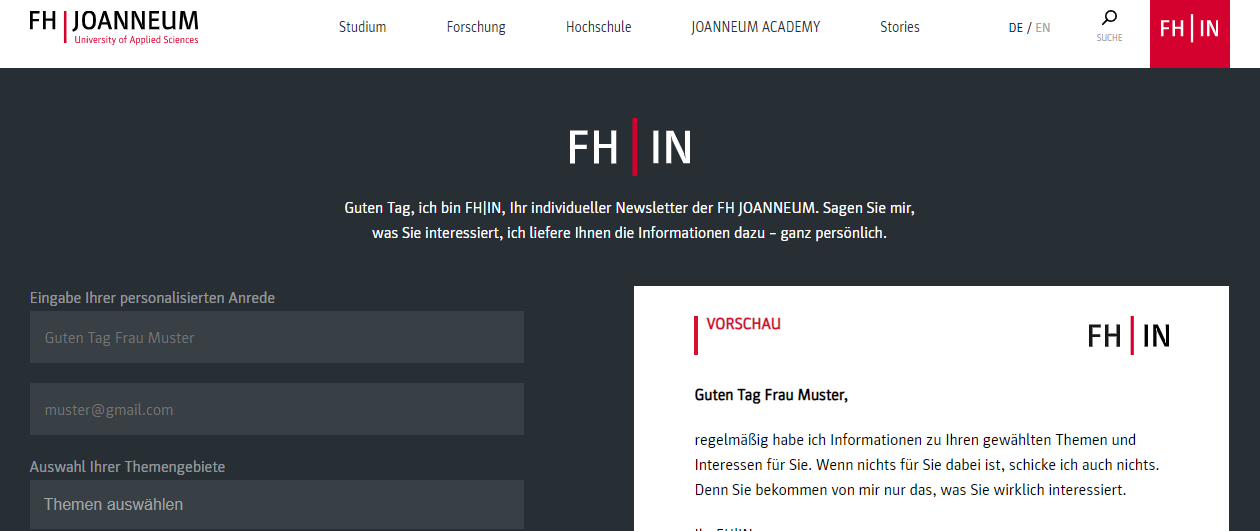 FH | JOANNEUM
University of Applied Sciences
Studium
Forschung
Hochschule
JOANNEUM ACADEMY
Stories
DE / EN
SUCHE
FH | IN
FH | IN
Guten Tag, ich bin FH|IN, Ihr individueller Newsletter der FH JOANNEUM. Sagen Sie mir,
was Sie interessiert, ich liefere Ihnen die Informationen dazu – ganz persönlich.
Eingabe Ihrer personalisierten Anrede
Guten Tag Frau Muster
muster@gmail.com
Auswahl Ihrer Themengebiete
Themen auswählen
VORSCHAU
FH | IN
Guten Tag Frau Muster,
regelmäßig habe ich Informationen zu Ihren gewählten Themen und
Interessen für Sie. Wenn nichts für Sie dabei ist, schicke ich auch nichts.
Denn Sie bekommen von mir nur das, was Sie wirklich interessiert.